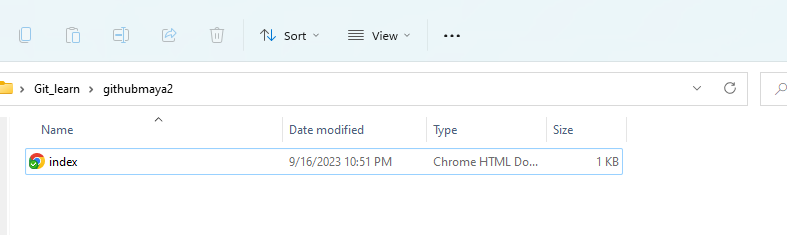 Sort View ...
Git_learn githubmaya2
Name Date modified Type Size
index 9/16/2023 10:51 PM Chrome HTML Do... 1 KB